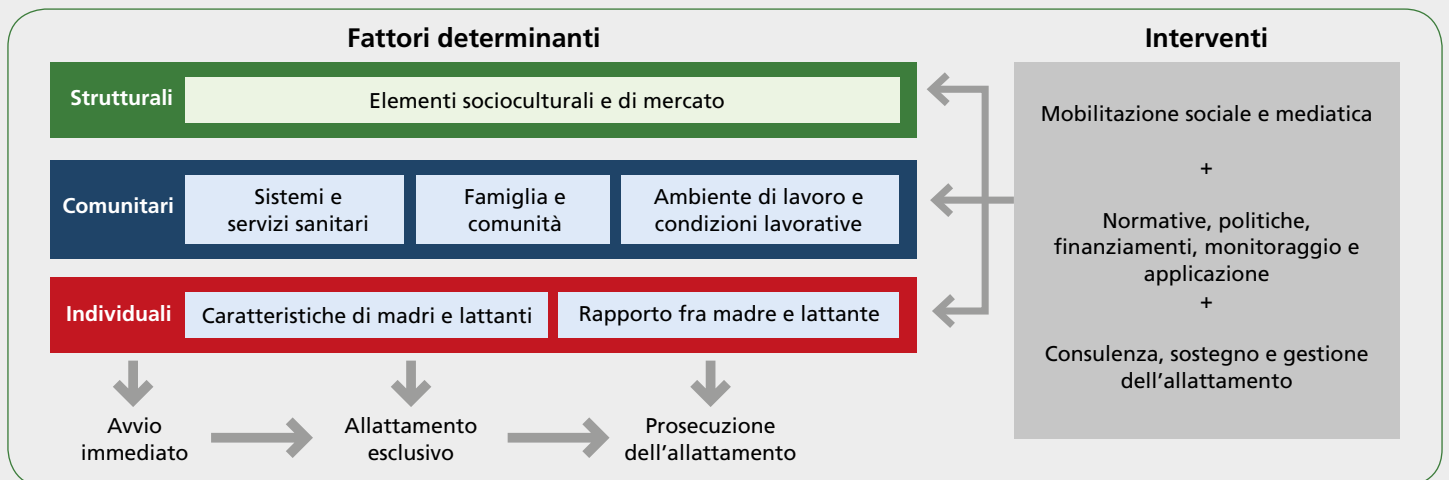 Fattori determinanti
Interventi
Strutturali
Elementi socioculturali e di mercato
Comunitari
Sistemi e
servizi sanitari
Famiglia e
comunità
Ambiente di lavoro e
condizioni lavorative
Individuali
Caratteristiche di madri e lattanti
Rapporto fra madre e lattante
Avvio
immediato
Allattamento
esclusivo
Prosecuzione
dell’allattamento
Mobilitazione sociale e mediatica
+
Normative, politiche,
finanziamenti, monitoraggio e
applicazione
+
Consulenza, sostegno e gestione
dell’allattamento